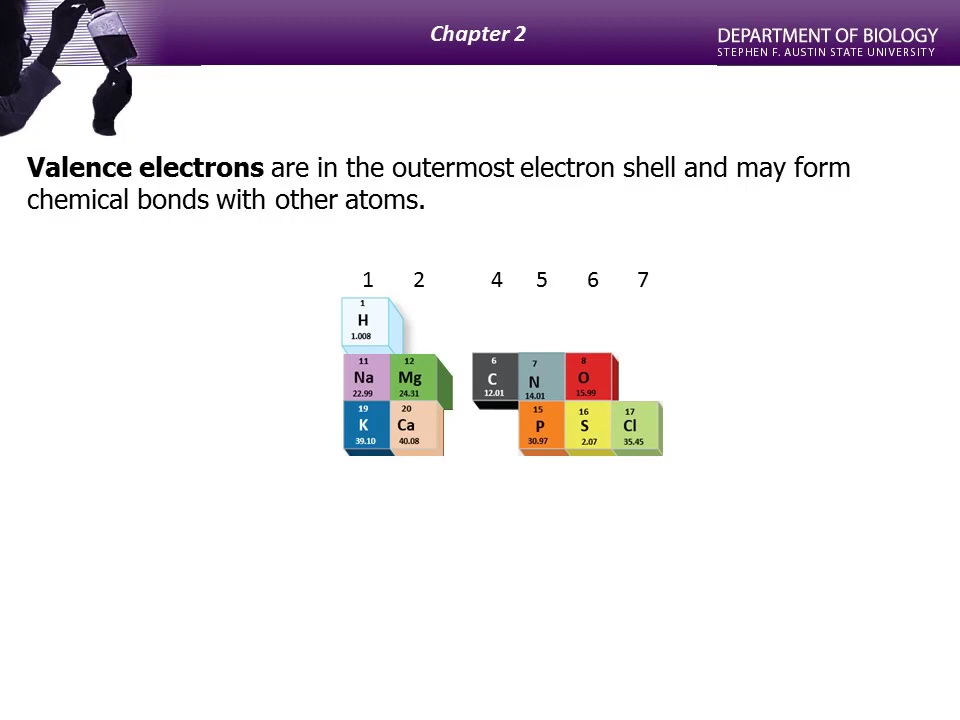 Chapter 2
DEPARTMENT OF BIOLOGY
STEPHEN F. AUSTIN STATE UNIVERSITY
Valence electrons are in the outermost electron shell and may form
chemical bonds with other atoms.
1 2 4 5 6 7
1
H
1.008
11 12 6 7 8
Na Mg C N O
22.99 24.31 12.01 14.01 15.99
19 20 15 16 17
K Ca P S Cl
39.10 40.08 30.97 2.07 35.45